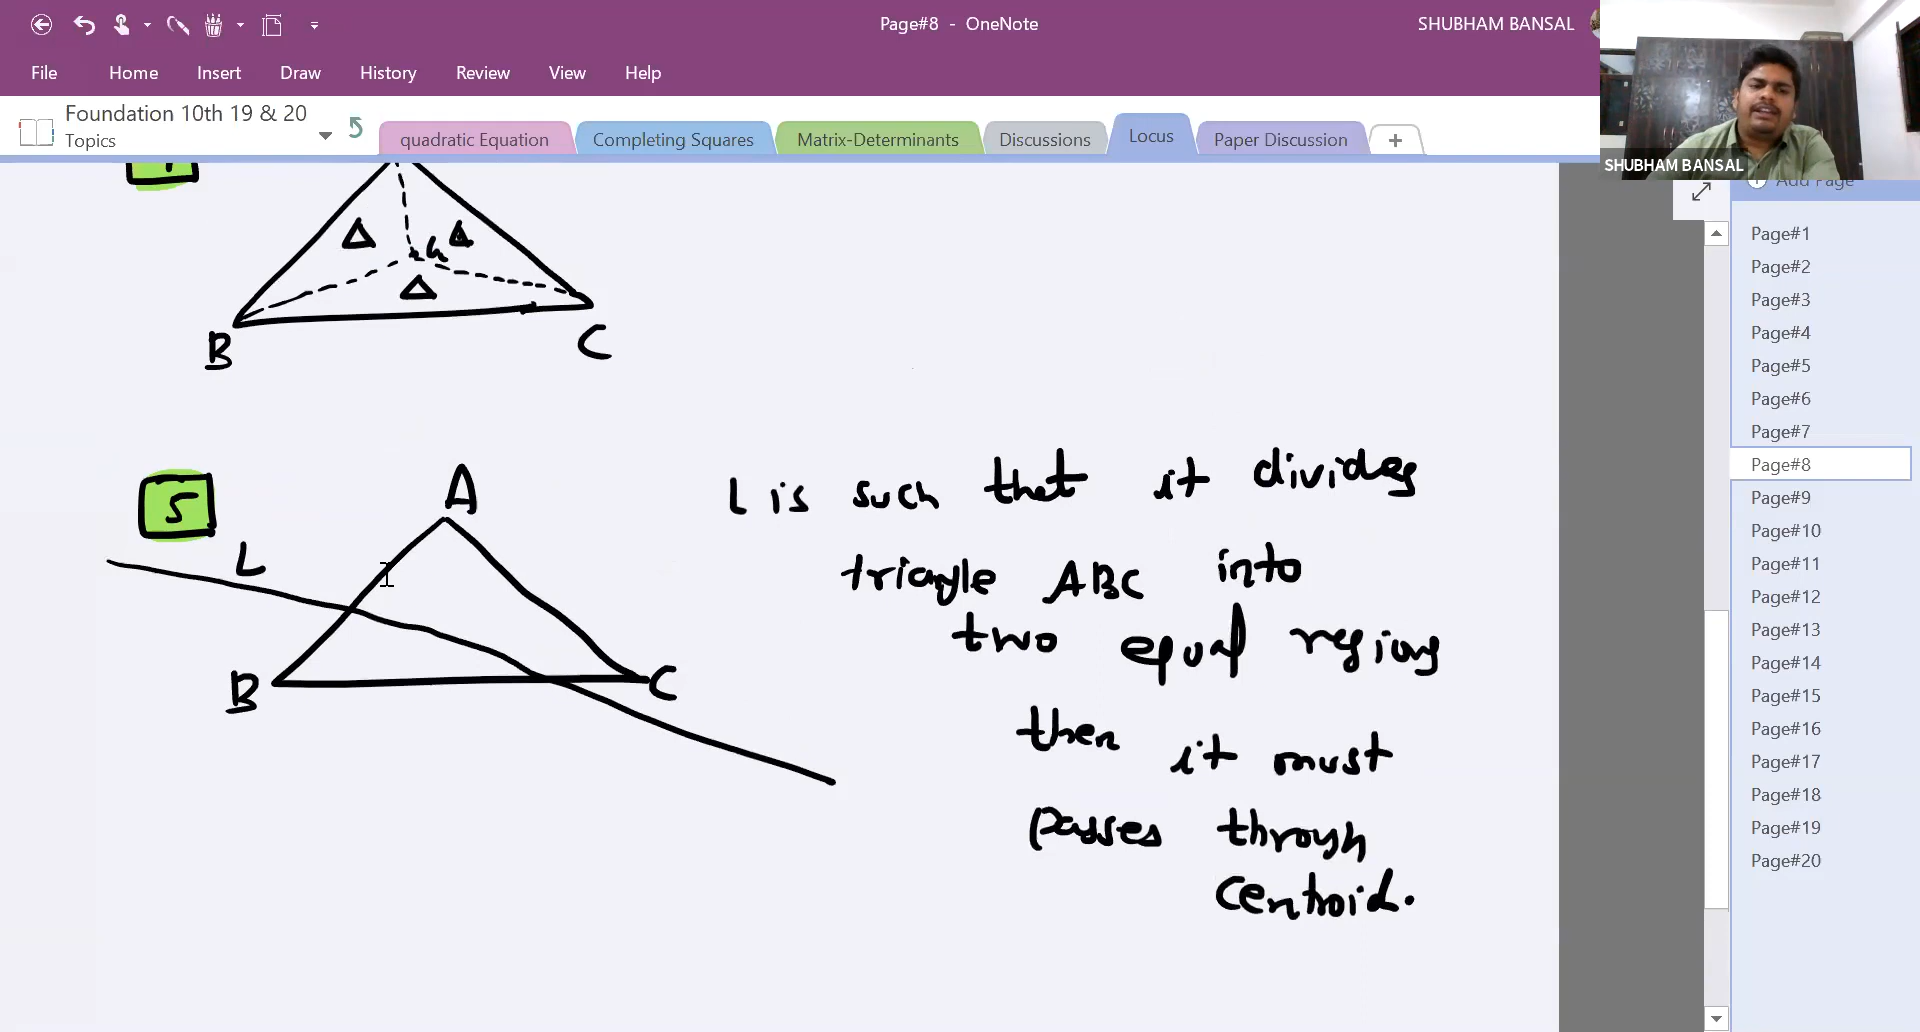 Page#8 - OneNote
SHUBHAM BANSAL
File Home Insert Draw History Review View Help
Foundation 10th 19 & 20
Topics
quadratic Equation
Completing Squares
Matrix-Determinants
Discussions
Locus
Paper Discussion
+
SHUBHAM BANSAL
Add Page
Page#1
Page#2
Page#3
Page#4
Page#5
Page#6
Page#7
Page#8
Page#9
Page#10
Page#11
Page#12
Page#13
Page#14
Page#15
Page#16
Page#17
Page#18
Page#19
Page#20
Δ Δ
Δ
B C
5
A
L
B C
L is such that it divides
triangle ABC into
two equal regions
then it must
passes through
centroid.